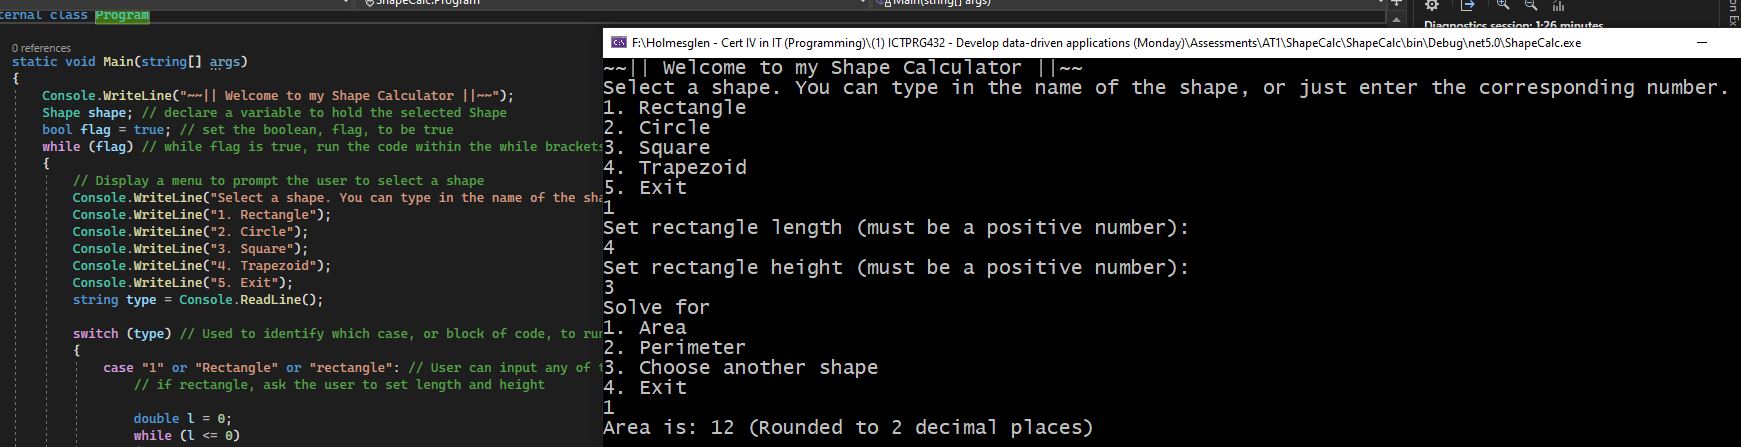 ShapeCalc.Program
Main(string[] args)
ternal class Program
Diagnostics session: 1:26 minutes
0 references
static void Main(string[] args)
{
Console.WriteLine("~~|| Welcome to my Shape Calculator ||~~");
Shape shape; // declare a variable to hold the selected Shape
bool flag = true; // set the boolean, flag, to be true
while (flag) // while flag is true, run the code within the while brackets
{
// Display a menu to prompt the user to select a shape
Console.WriteLine("Select a shape. You can type in the name of the sha
Console.WriteLine("1. Rectangle");
Console.WriteLine("2. Circle");
Console.WriteLine("3. Square");
Console.WriteLine("4. Trapezoid");
Console.WriteLine("5. Exit");
string type = Console.ReadLine();
switch (type) // Used to identify which case, or block of code, to run
{
case "1" or "Rectangle" or "rectangle": // User can input any of t
// if rectangle, ask the user to set length and height
double l = 0;
while (l <= 0)
F:\Holmesglen - Cert IV in IT (Programming)\(1) ICTPRG432 - Develop data-driven applications (Monday)\Assessments\AT1\ShapeCalc\ShapeCalc\bin\Debug\net5.0\ShapeCalc.exe
~~|| Welcome to my Shape Calculator ||~~
Select a shape. You can type in the name of the shape, or just enter the corresponding number.
1. Rectangle
2. Circle
3. Square
4. Trapezoid
5. Exit
1
Set rectangle length (must be a positive number):
4
Set rectangle height (must be a positive number):
3
Solve for
1. Area
2. Perimeter
3. Choose another shape
4. Exit
1
Area is: 12 (Rounded to 2 decimal places)